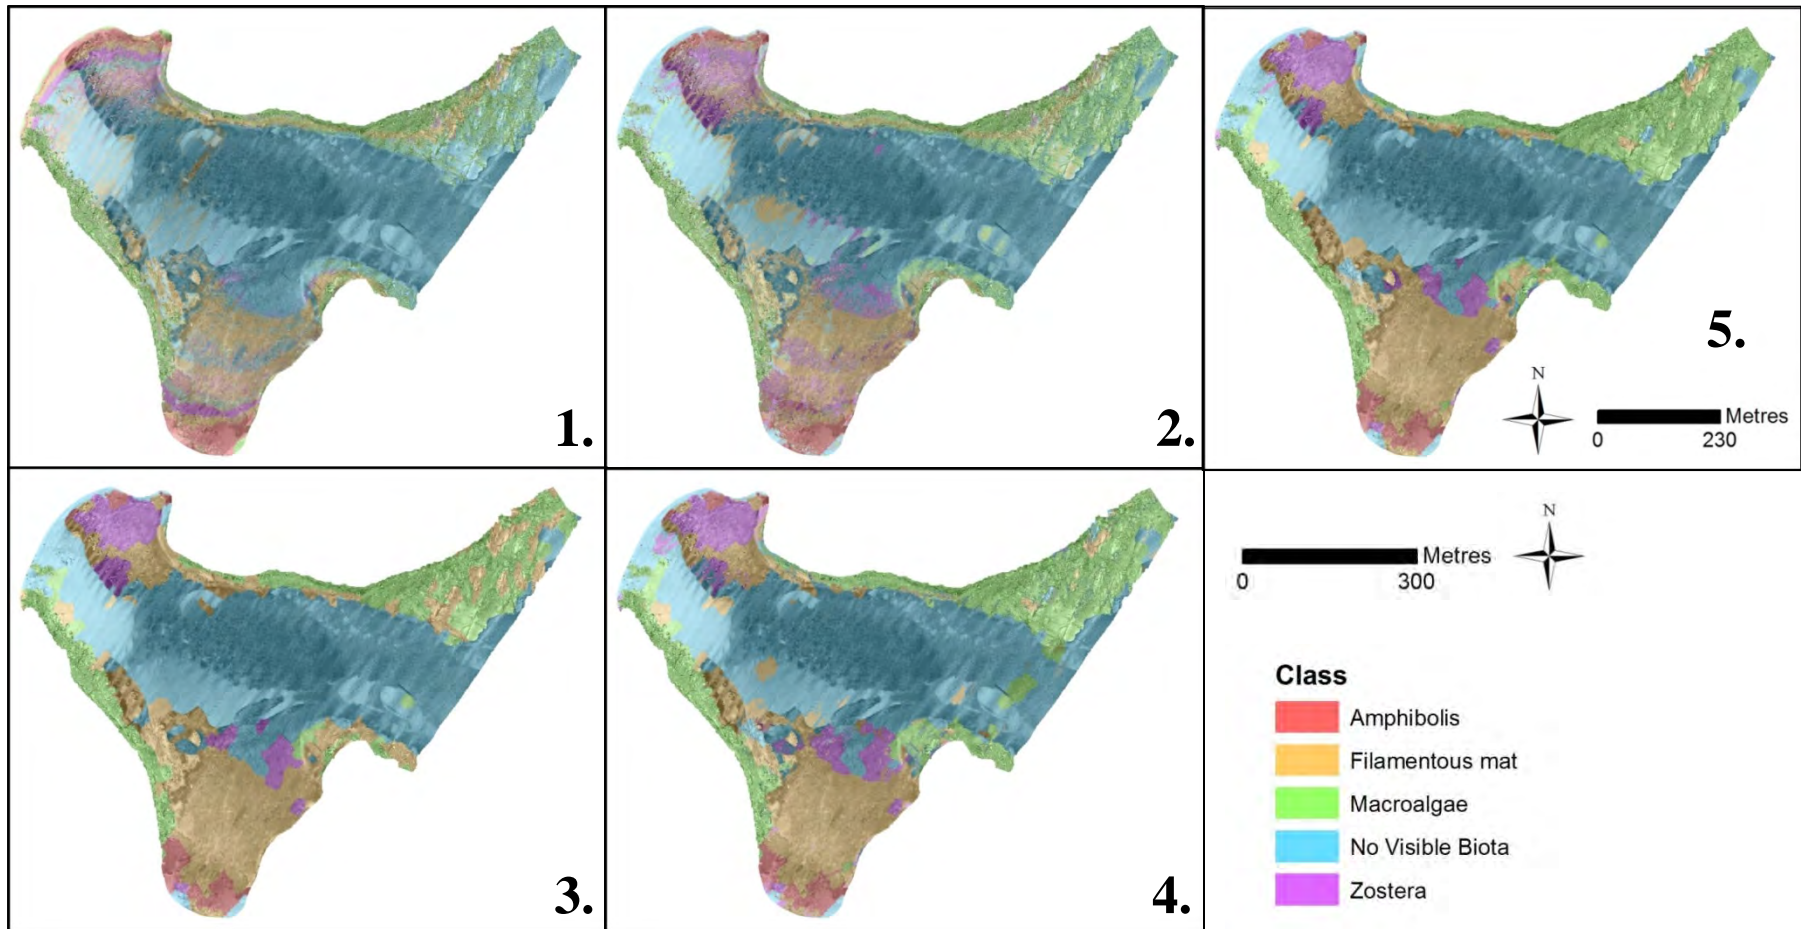 1.
2.
5.
N
Metres
0 230
3.
4.
N
Metres
0 300
Class
Amphibolis
Filamentous mat
Macroalgae
No Visible Biota
Zostera